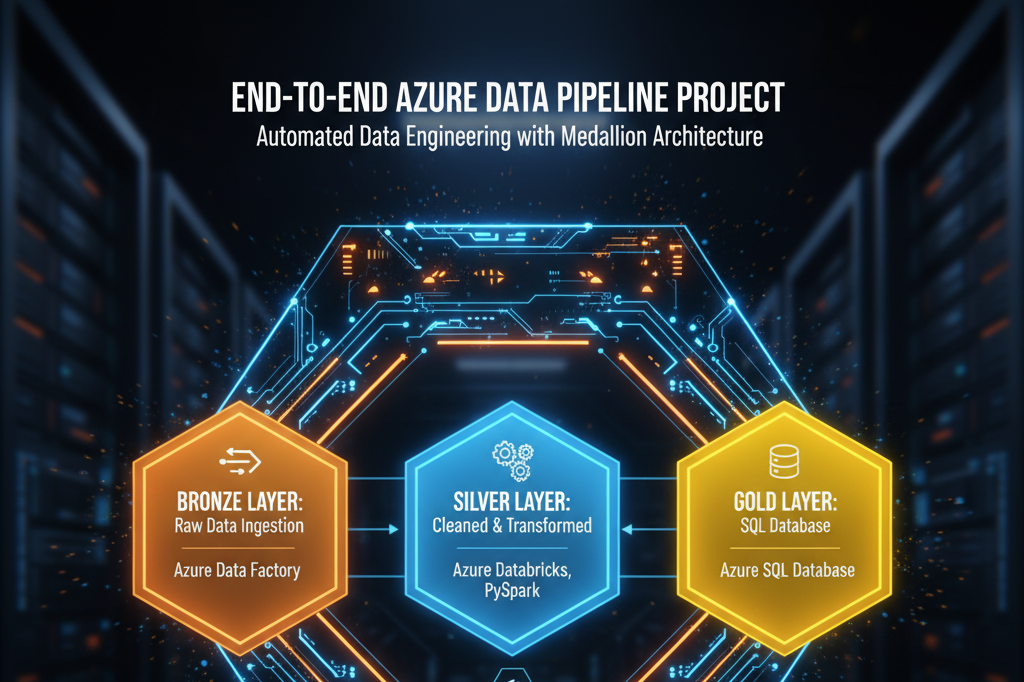 END-TO-END AZURE DATA PIPELINE PROJECT
Automated Data Engineering with Medallion Architecture
BRONZE LAYER:
Raw Data Ingestion
Azure Data Factory
SILVER LAYER:
Cleaned & Transformed
Azure Databricks,
PySpark
GOLD LAYER:
SQL Database
Azure SQL Database